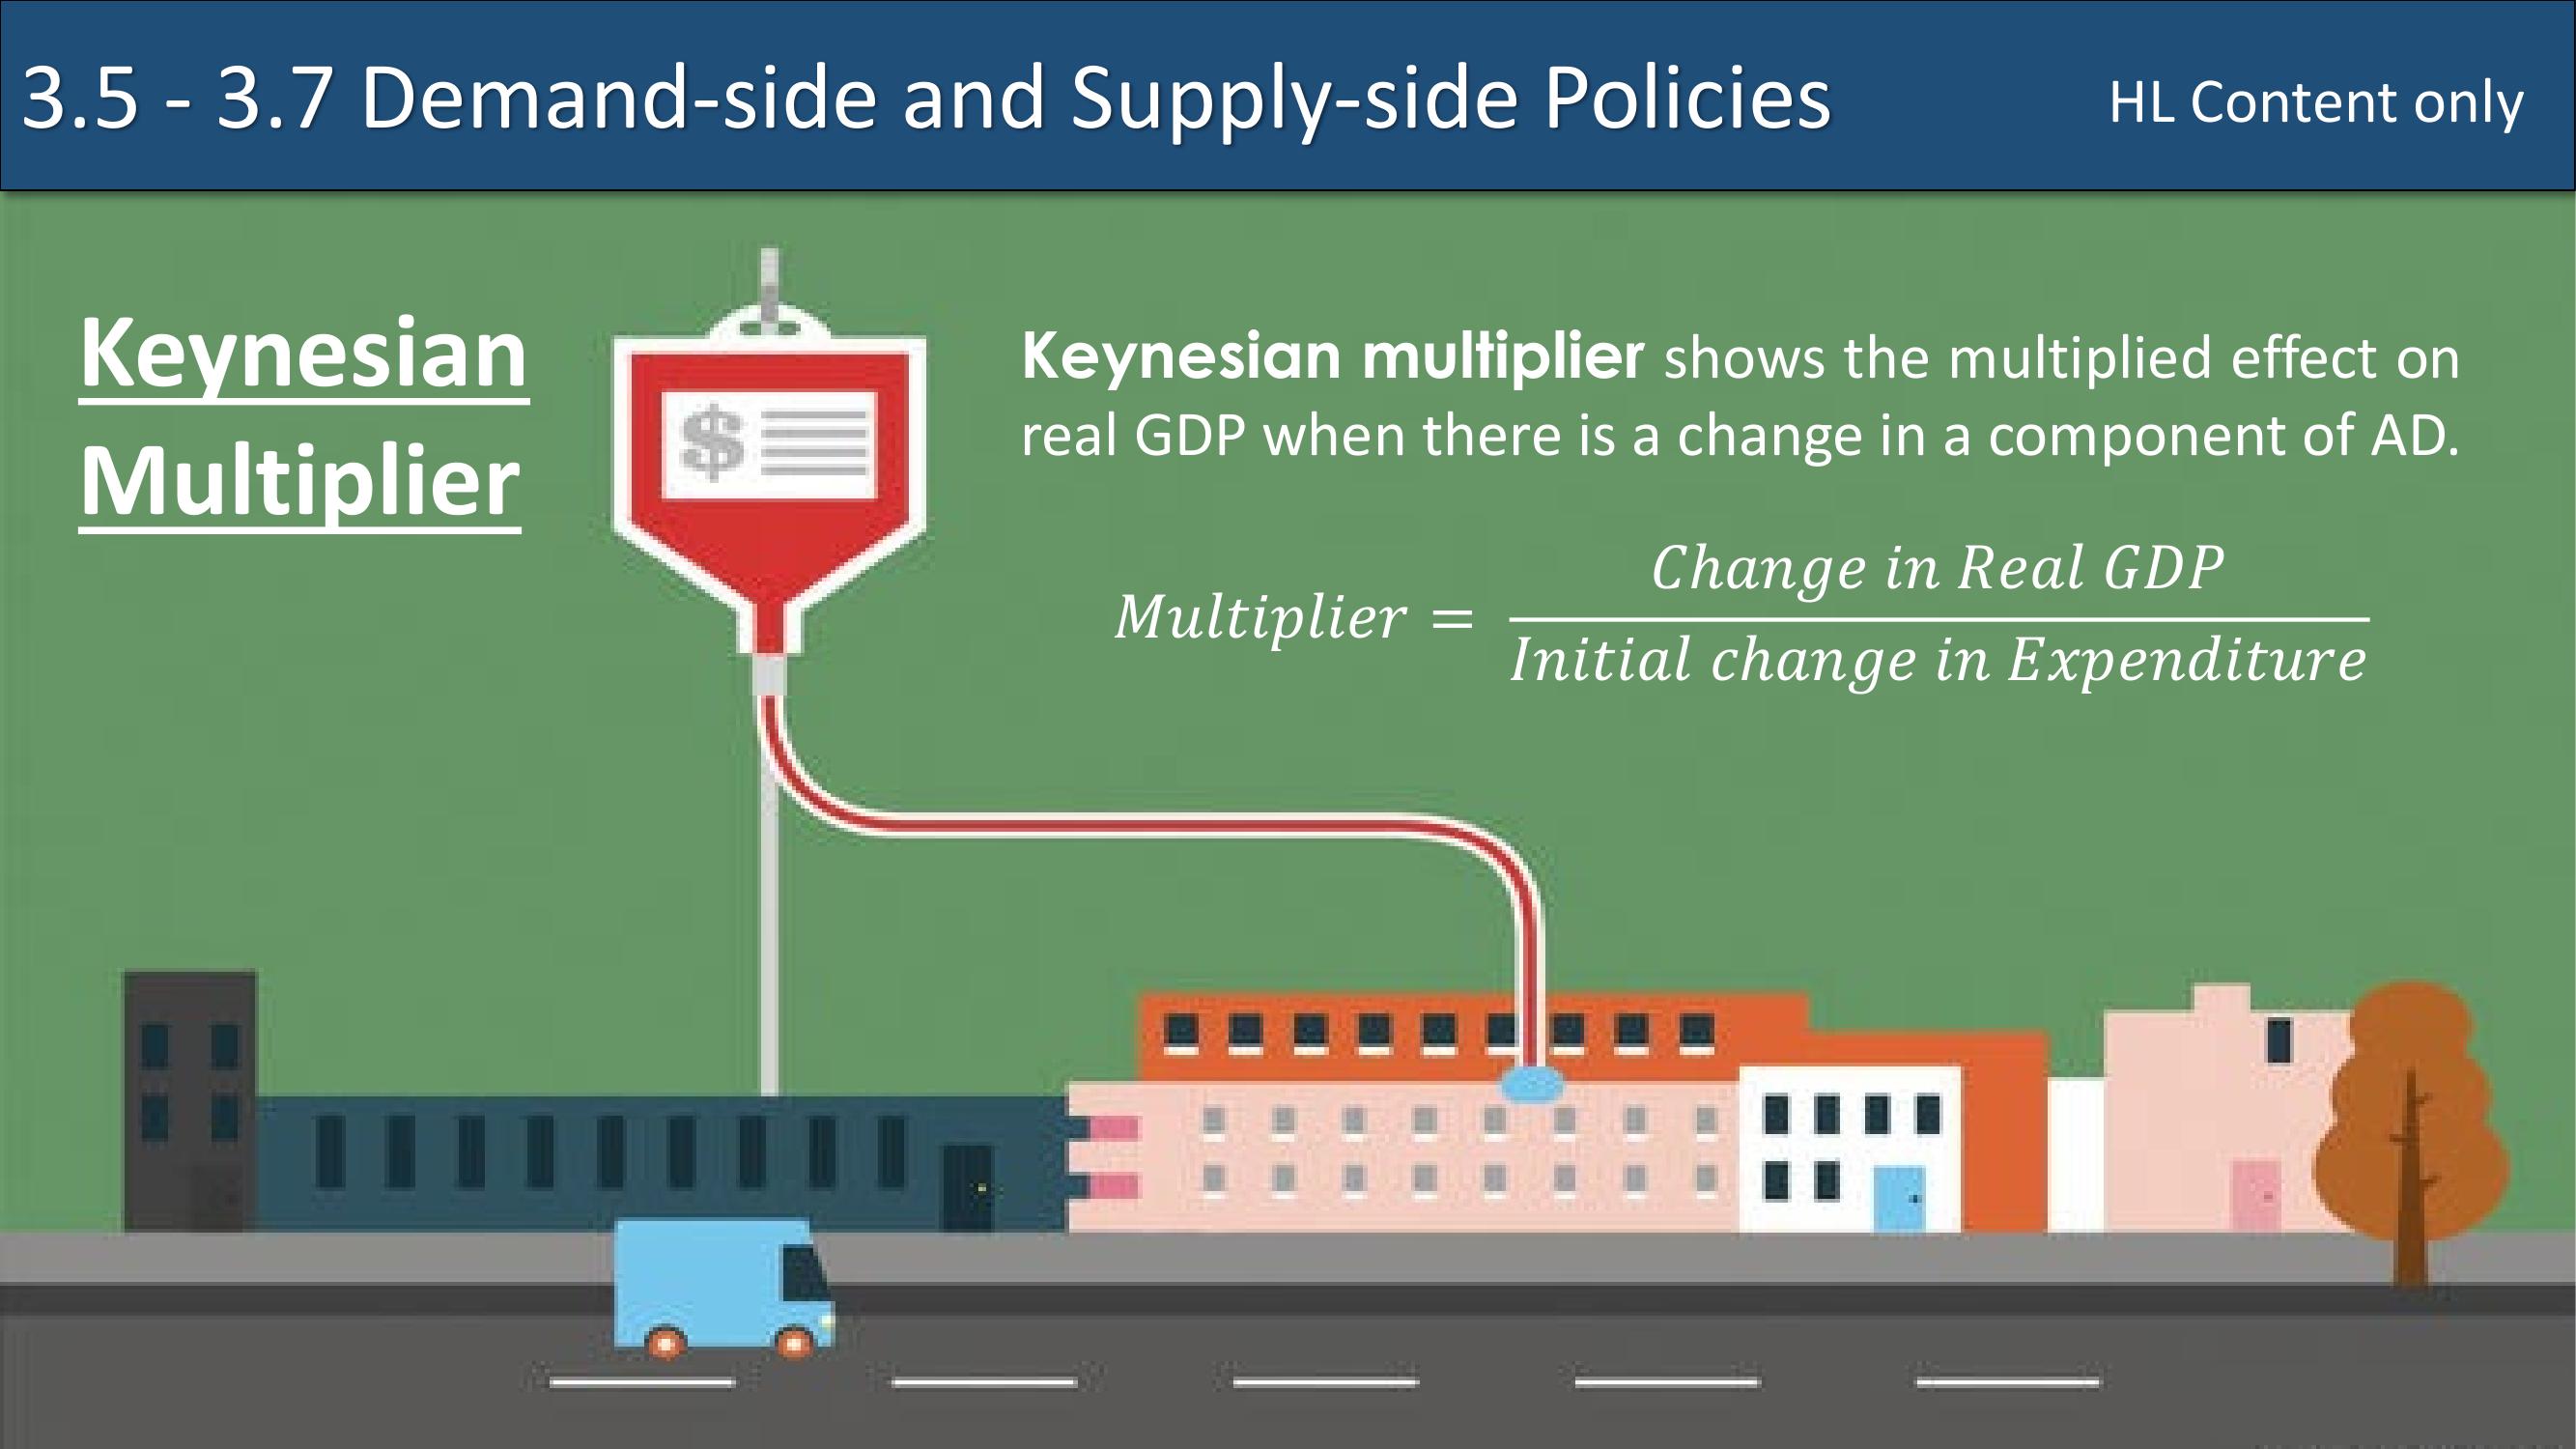 3.5 - 3.7 Demand-side and Supply-side Policies
HL Content only
Keynesian
Multiplier
$
Keynesian multiplier shows the multiplied effect on
real GDP when there is a change in a component of AD.
Multiplier = Change in Real GDP
Initial change in Expenditure